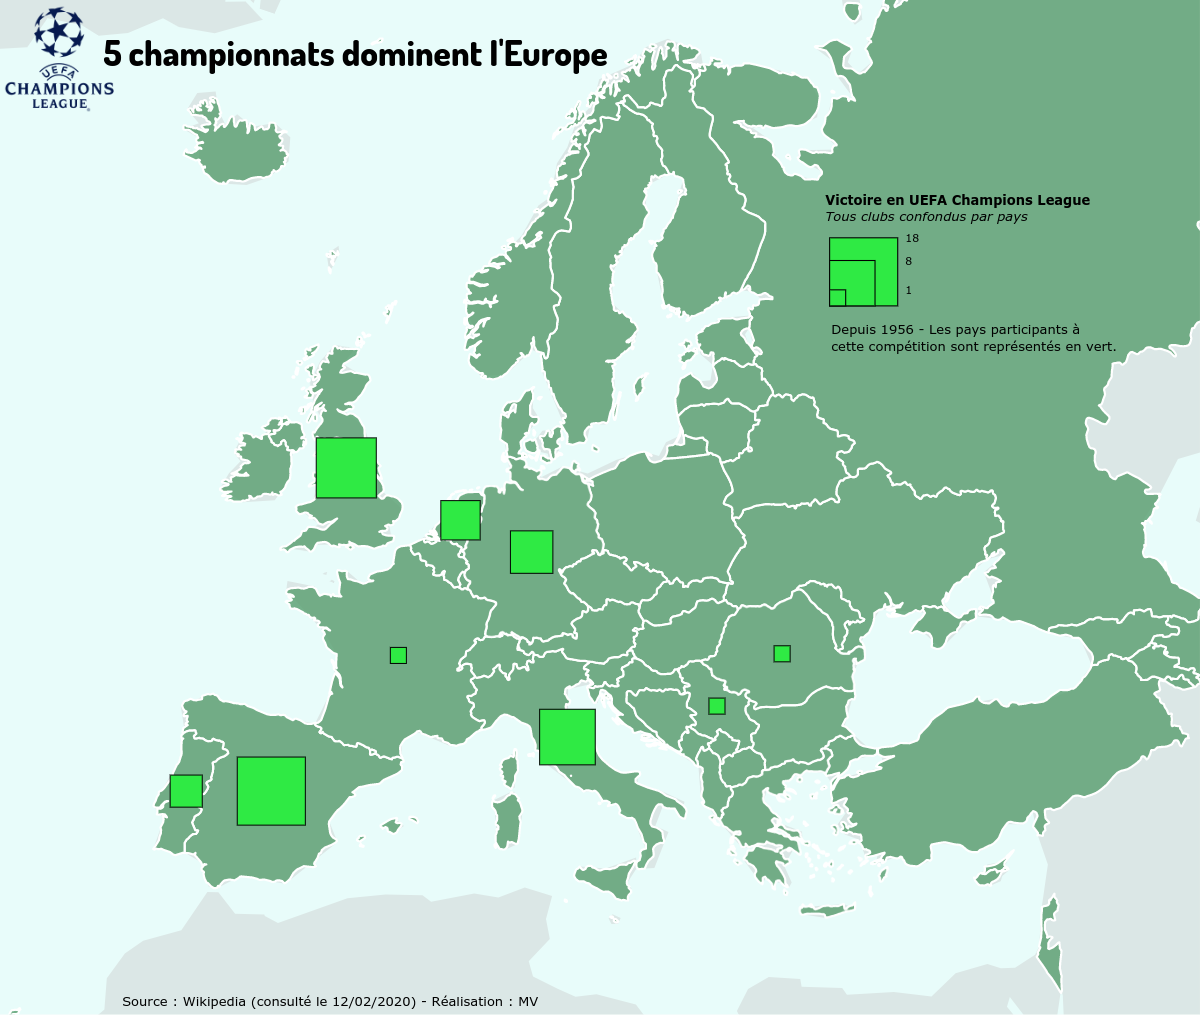 5 championnats dominent l'Europe
UEFA
CHAMPIONS
LEAGUE
Victoire en UEFA Champions League
Tous clubs confondus par pays
18
8
1
Depuis 1956 - Les pays participants à
cette compétition sont représentés en vert.
Source : Wikipedia (consulté le 12/02/2020) - Réalisation : MV